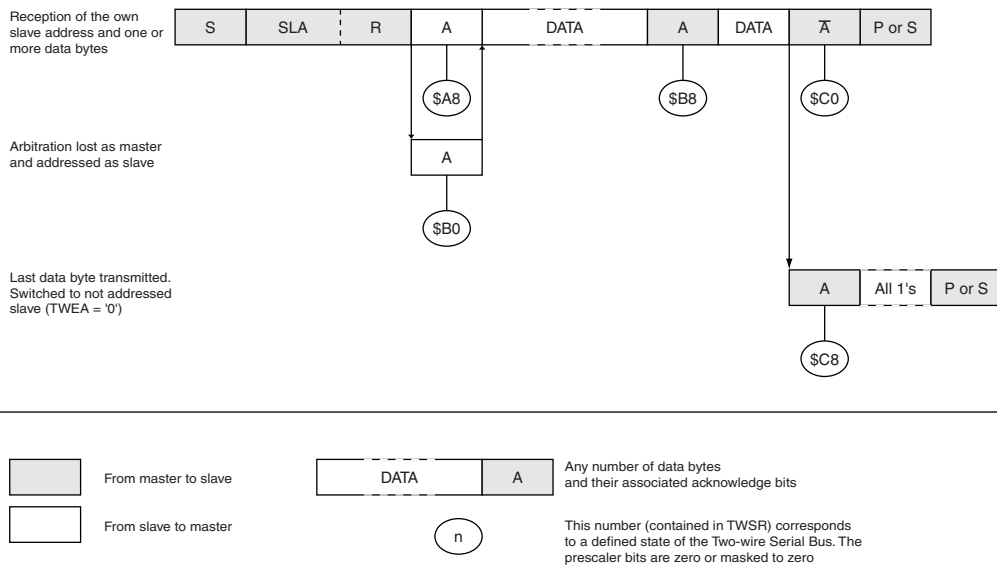 Reception of the own
slave address and one or
more data bytes
S SLA R A DATA A DATA A̅ P or S
$A8 $B8 $C0
Arbitration lost as master
and addressed as slave
A
$B0
Last data byte transmitted.
Switched to not addressed
slave (TWEA = '0')
A All 1's P or S
$C8
From master to slave
From slave to master
DATA A
Any number of data bytes
and their associated acknowledge bits
n
This number (contained in TWSR) corresponds
to a defined state of the Two-wire Serial Bus. The
prescaler bits are zero or masked to zero